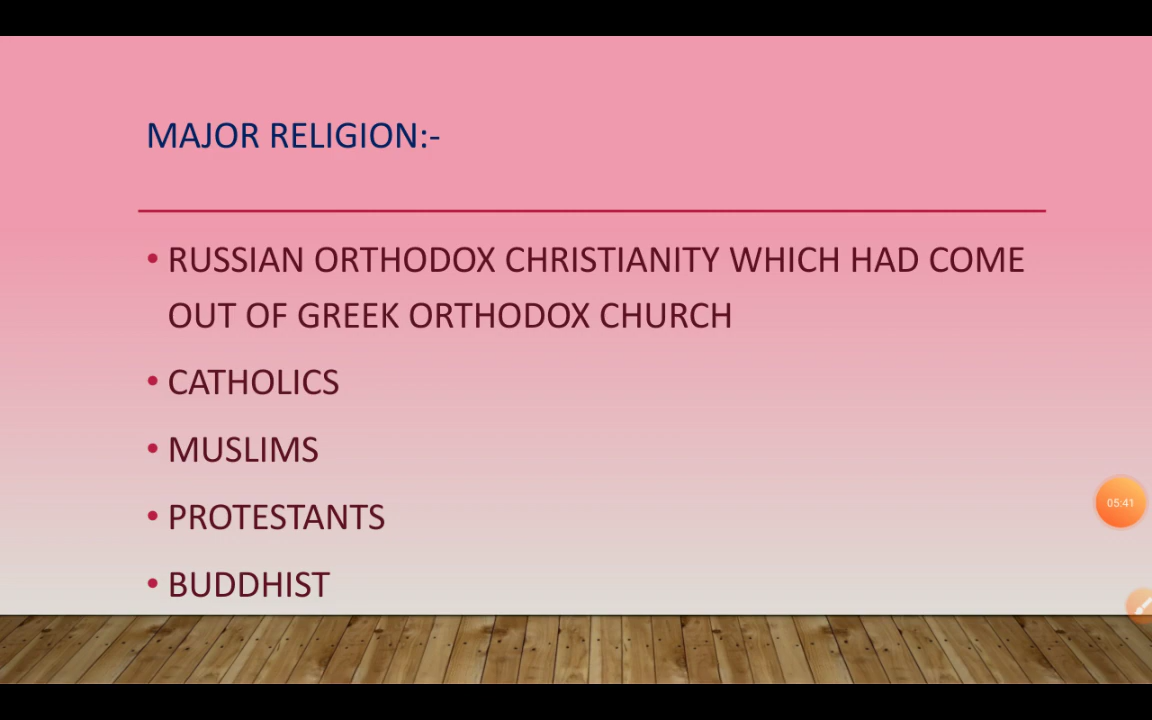 MAJOR RELIGION:-
• RUSSIAN ORTHODOX CHRISTIANITY WHICH HAD COME
OUT OF GREEK ORTHODOX CHURCH
• CATHOLICS
• MUSLIMS
• PROTESTANTS
• BUDDHIST
05:41